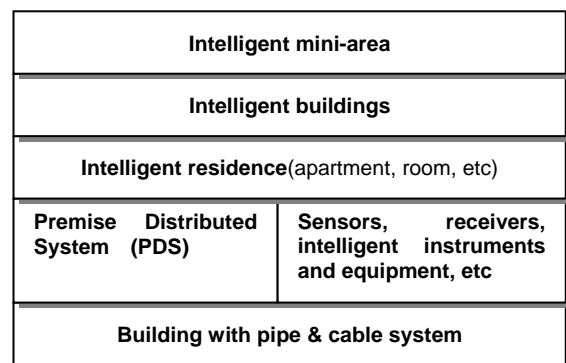 Intelligent mini-area
Intelligent buildings
Intelligent residence(apartment, room, etc)
Premise Distributed
System (PDS)
Sensors, receivers,
intelligent instruments
and equipment, etc
Building with pipe & cable system